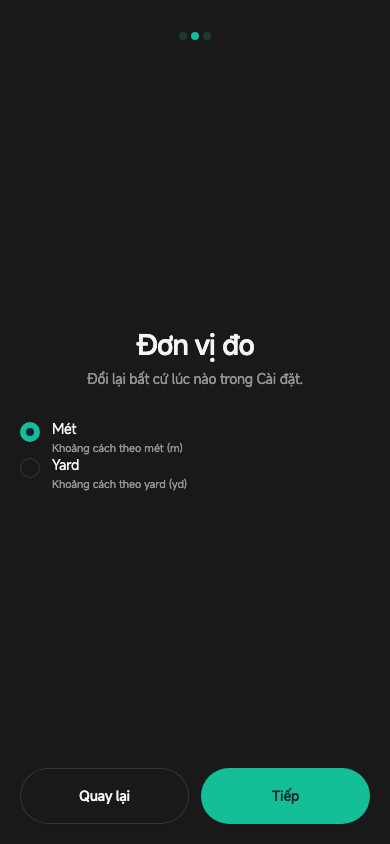 Đơn vị đo
Đổi lại bất cứ lúc nào trong Cài đặt.
Mét
Khoảng cách theo mét (m)
Yard
Khoảng cách theo yard (yd)
Quay lại
Tiếp